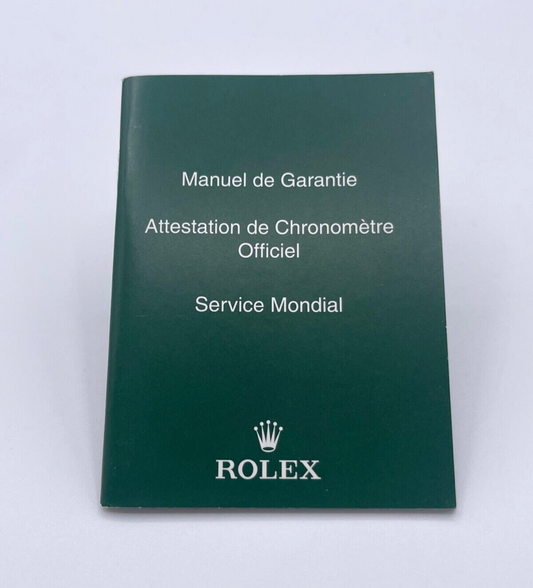 Manuel de Garantie
Attestation de Chronomètre
Officiel
Service Mondial
ROLEX